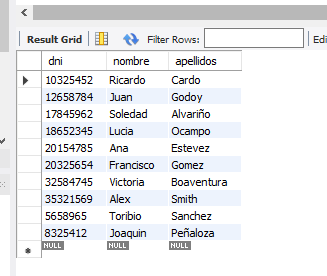 Result Grid Filter Rows: Edi
dni nombre apellidos
10325452 Ricardo Cardo
12658784 Juan Godoy
17845962 Soledad Alvariño
18652345 Lucia Ocampo
20154785 Ana Estevez
20325654 Francisco Gomez
32584745 Victoria Boaventura
35321569 Alex Smith
5658965 Toribio Sanchez
8325412 Joaquin Peñaloza
NULL NULL NULL